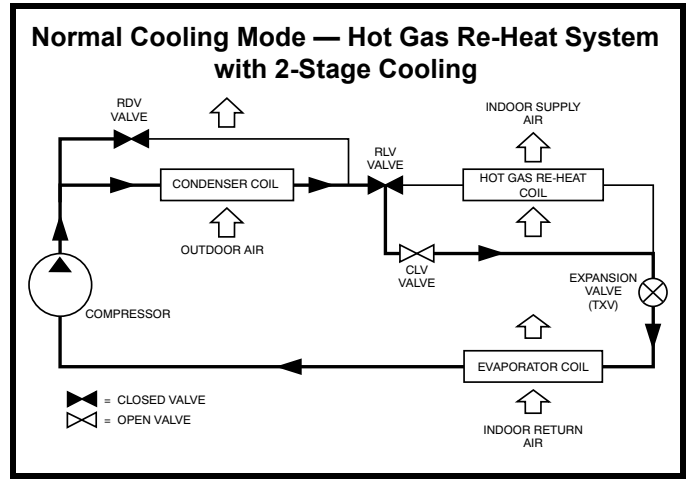 Normal Cooling Mode — Hot Gas Re-Heat System
with 2-Stage Cooling
RDV
VALVE
INDOOR SUPPLY
AIR
RLV
VALVE
CONDENSER COIL
HOT GAS RE-HEAT
COIL
OUTDOOR AIR
CLV
VALVE
EXPANSION
VALVE
(TXV)
COMPRESSOR
EVAPORATOR COIL
= CLOSED VALVE
= OPEN VALVE
INDOOR RETURN
AIR